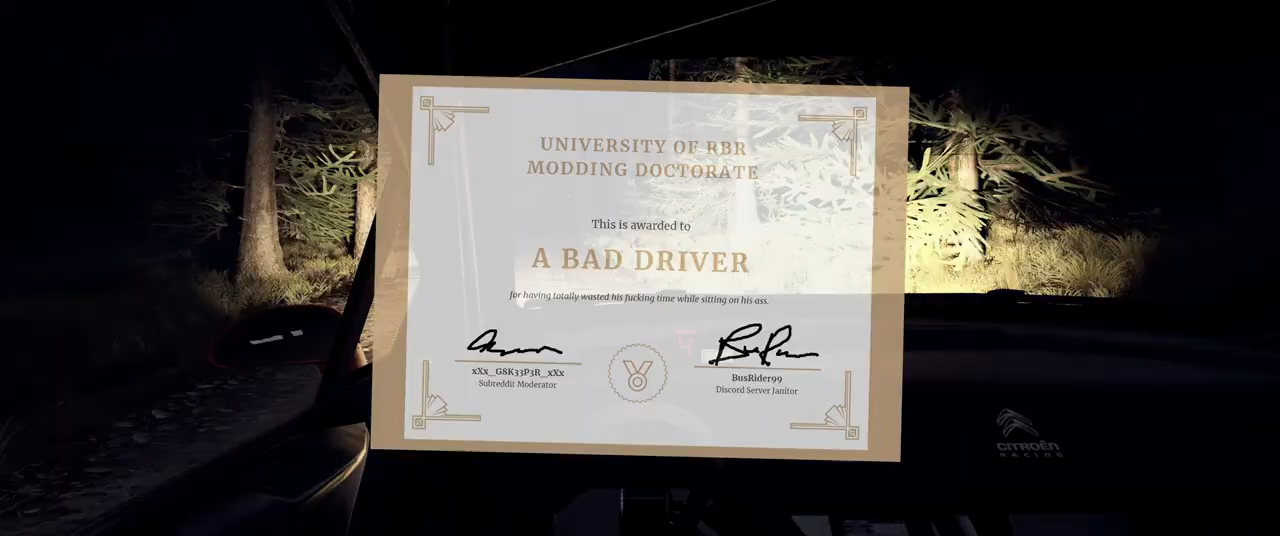 UNIVERSITY OF RBR
MODDING DOCTORATE
This is awarded to
A BAD DRIVER
for having totally wasted his fucking time while sitting on his ass.
xXx_G8K33P3R_xXx
Subreddit Moderator
BusRider99
Discord Server Janitor
CITROËN
RACING